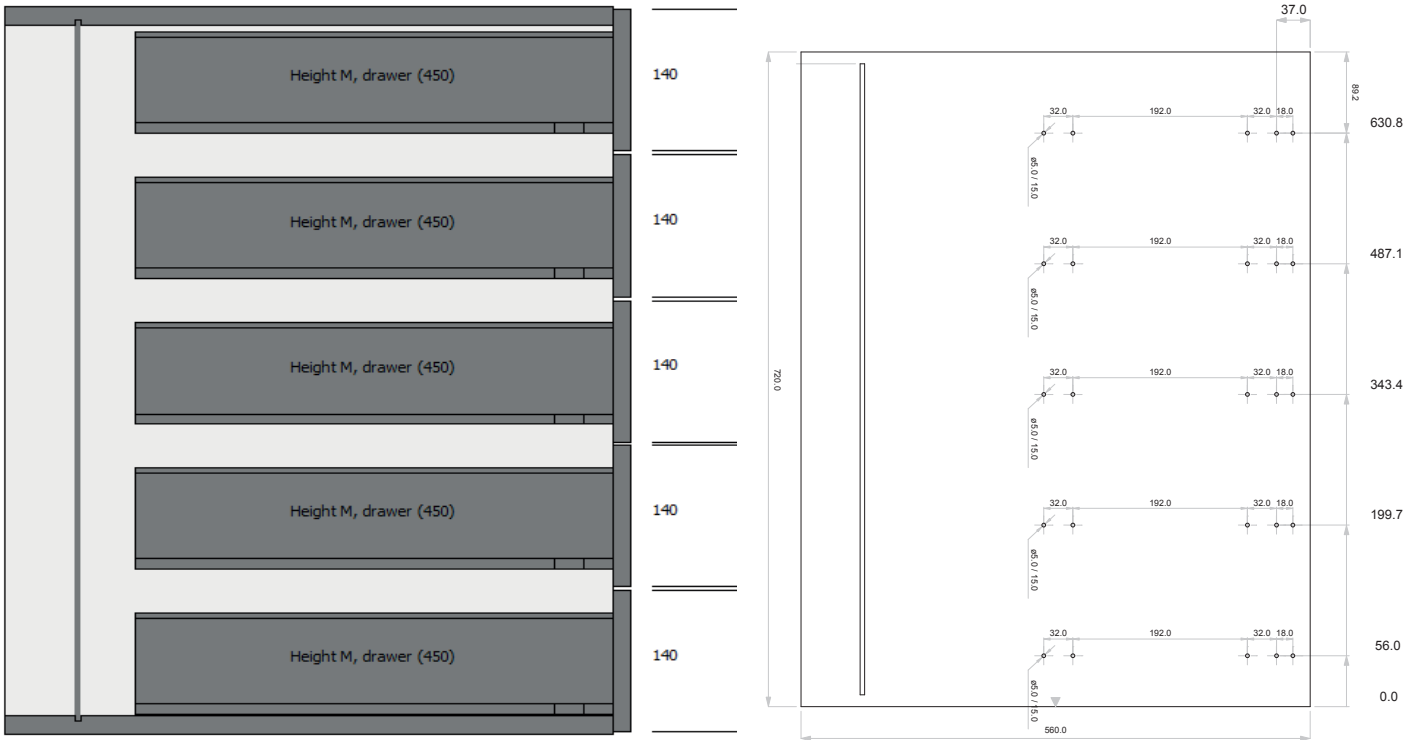 Height M, drawer (450)
140
Height M, drawer (450)
140
Height M, drawer (450)
140
Height M, drawer (450)
140
Height M, drawer (450)
140
37.0
89.2
32.0 192.0 32.0 18.0
630.8
ø5.0 / 15.0
32.0 192.0 32.0 18.0
487.1
ø5.0 / 15.0
720.0
32.0 192.0 32.0 18.0
343.4
ø5.0 / 15.0
32.0 192.0 32.0 18.0
199.7
ø5.0 / 15.0
32.0 192.0 32.0 18.0
56.0
ø5.0 / 15.0
0.0
560.0